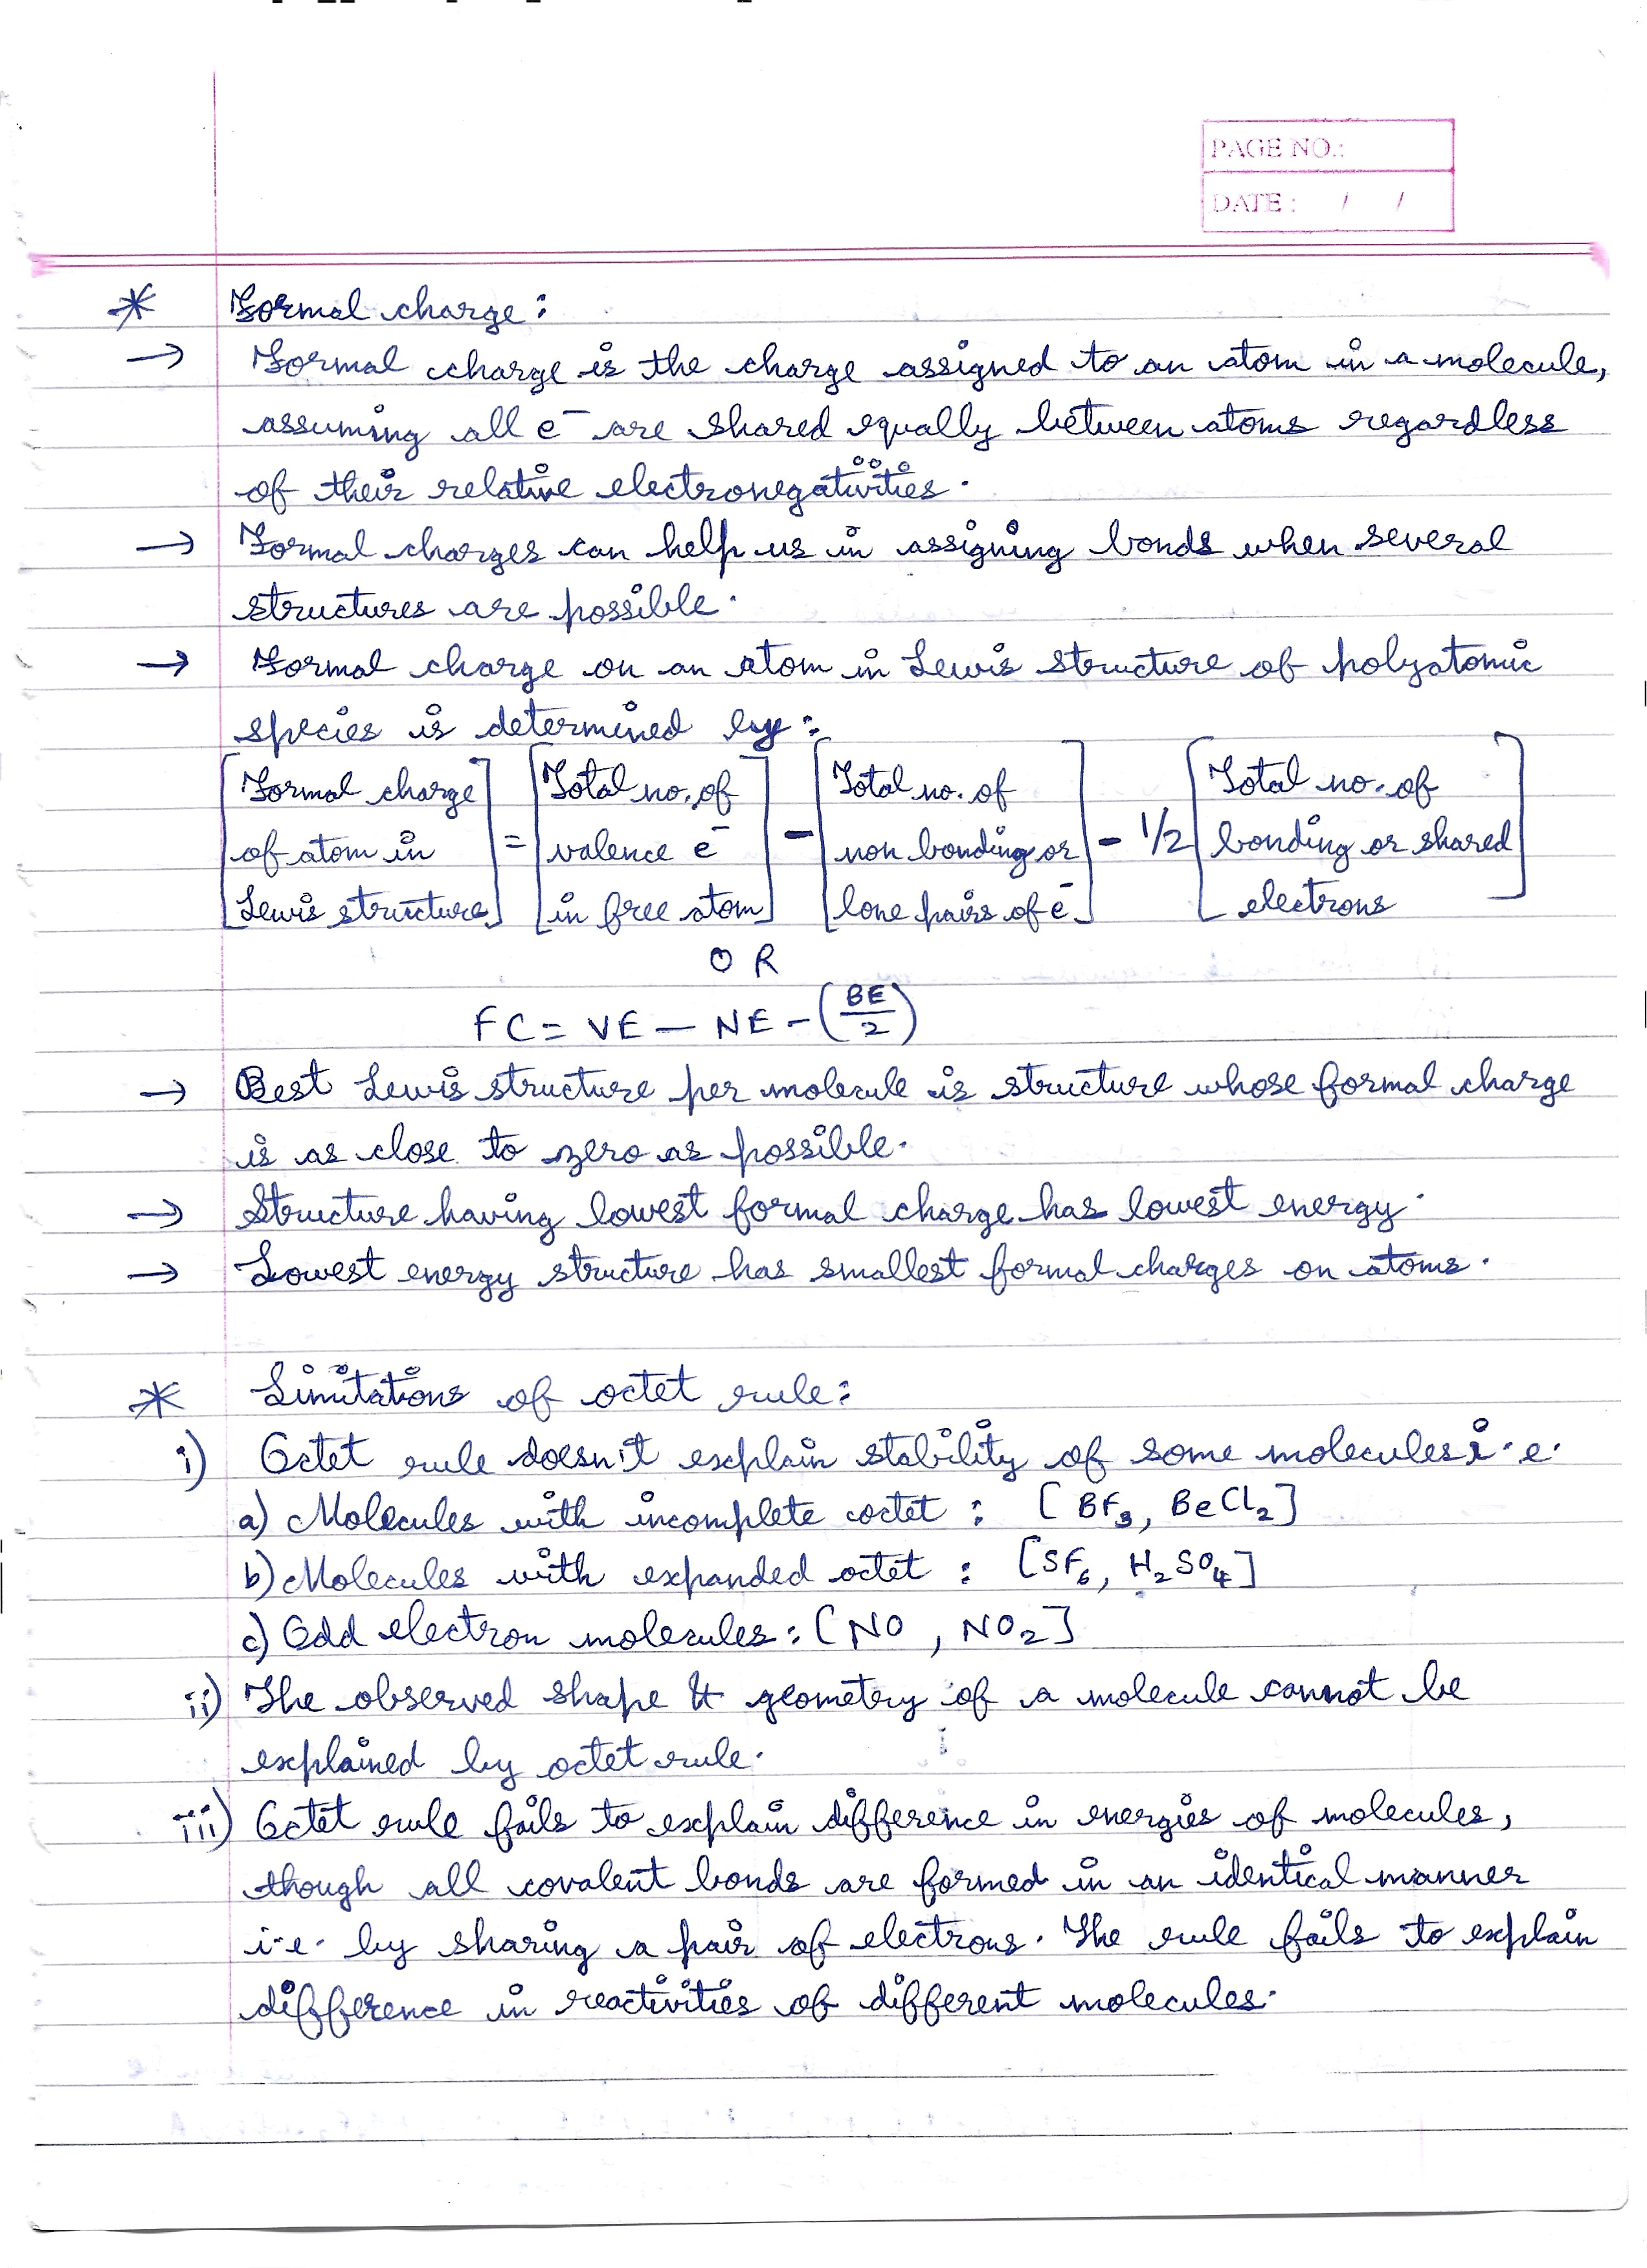 PAGE NO.:
DATE : / /
* Formal charge :
→ Formal charge is the charge assigned to an atom in a molecule,
assuming all e⁻ are shared equally between atoms regardless
of their relative electronegativities.
→ Formal charges can help us in assigning bonds when several
structures are possible.
→ Formal charge on an atom in Lewis structure of polyatomic
species is determined by :
[Formal charge of atom in Lewis structure] = [Total no. of valence e⁻ in free atom] - [Total no. of non bonding or lone pairs of e⁻] - 1/2 [Total no. of bonding or shared electrons]
OR
FC = VE - NE - (BE/2)
→ Best Lewis structure per molecule is structure whose formal charge
is as close to zero as possible.
→ Structure having lowest formal charge has lowest energy.
→ Lowest energy structure has smallest formal charges on atoms.
* Limitations of octet rule :
i) Octet rule doesn't explain stability of some molecules i.e.
a) Molecules with incomplete octet : [BF₃, BeCl₂]
b) Molecules with expanded octet : [SF₆, H₂SO₄]
c) Odd electron molecules : [NO , NO₂]
ii) The observed shape & geometry of a molecule cannot be
explained by octet rule.
iii) Octet rule fails to explain difference in energies of molecules,
though all covalent bonds are formed in an identical manner
i.e. by sharing a pair of electrons. The rule fails to explain
difference in reactivities of different molecules.